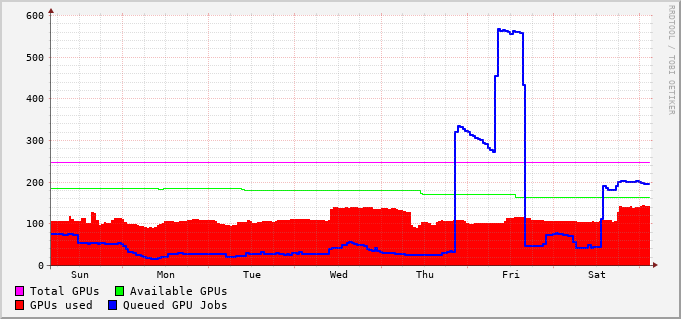 600
500
400
300
200
100
0
Sun Mon Tue Wed Thu Fri Sat
Total GPUs Available GPUs
GPUs used Queued GPU Jobs
RRDTOOL / TOBI OETIKER